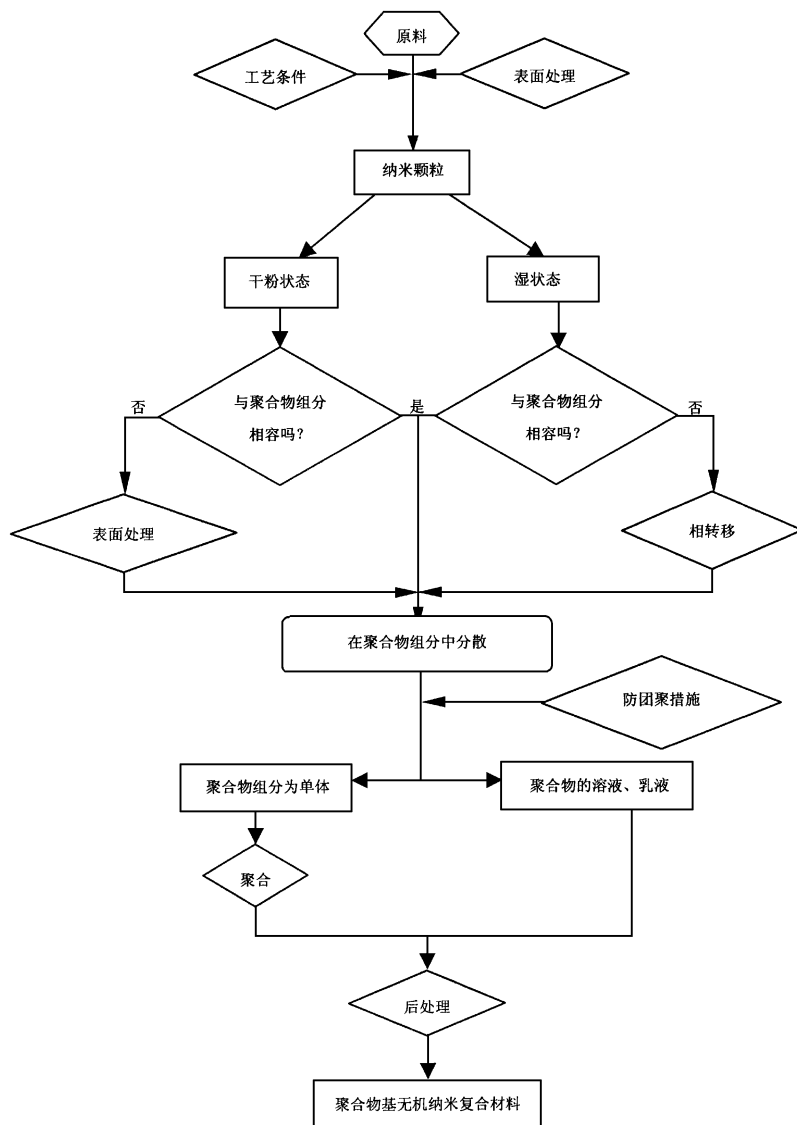 原料
工艺条件
表面处理
纳米颗粒
干粉状态
湿状态
否
与聚合物组分
相容吗?
是
与聚合物组分
相容吗?
否
表面处理
相转移
在聚合物组分中分散
防团聚措施
聚合物组分为单体
聚合物的溶液、乳液
聚合
后处理
聚合物基无机纳米复合材料